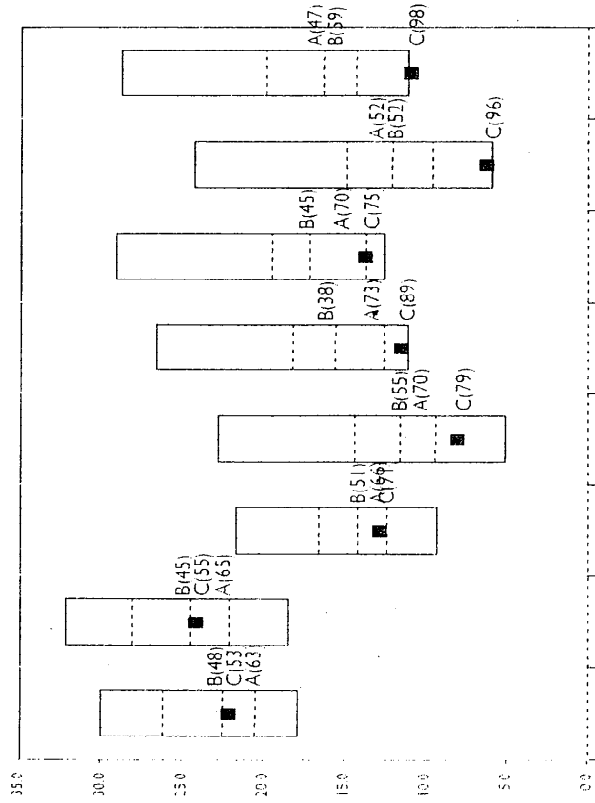 35.0
30.0
25.0
20.0
15.0
10.0
5.0
0.0
B(48)
C(53
A(63)
B(45)
C(55)
A(65)
B(51)
A(66)
B(55)
A(70)
C(79)
B(38)
A(73)
C(89)
B(45)
A(70)
C(75)
A(52)
B(52)
C(96)
A(47)
B(59)
C(98)